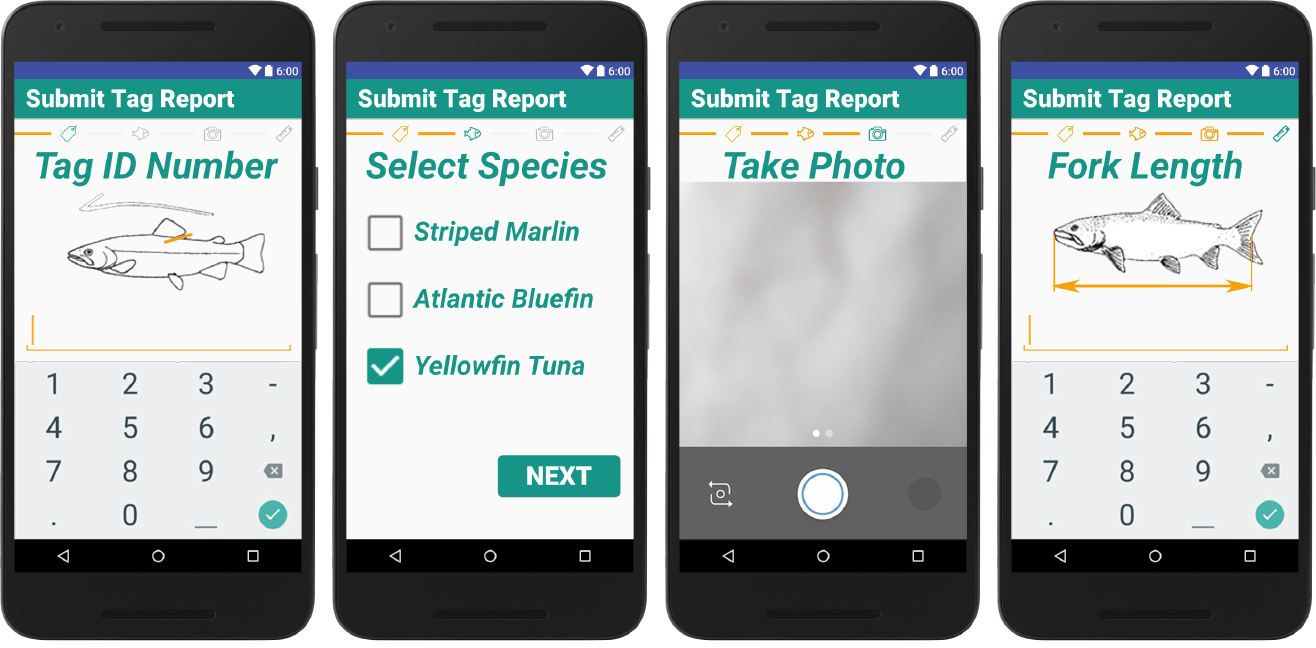 6:00
Submit Tag Report
Tag ID Number
1 2 3 -
4 5 6 ,
7 8 9
. 0 _
6:00
Submit Tag Report
Select Species
Striped Marlin
Atlantic Bluefin
Yellowfin Tuna
NEXT
6:00
Submit Tag Report
Take Photo
6:00
Submit Tag Report
Fork Length
1 2 3 -
4 5 6 ,
7 8 9
. 0 _